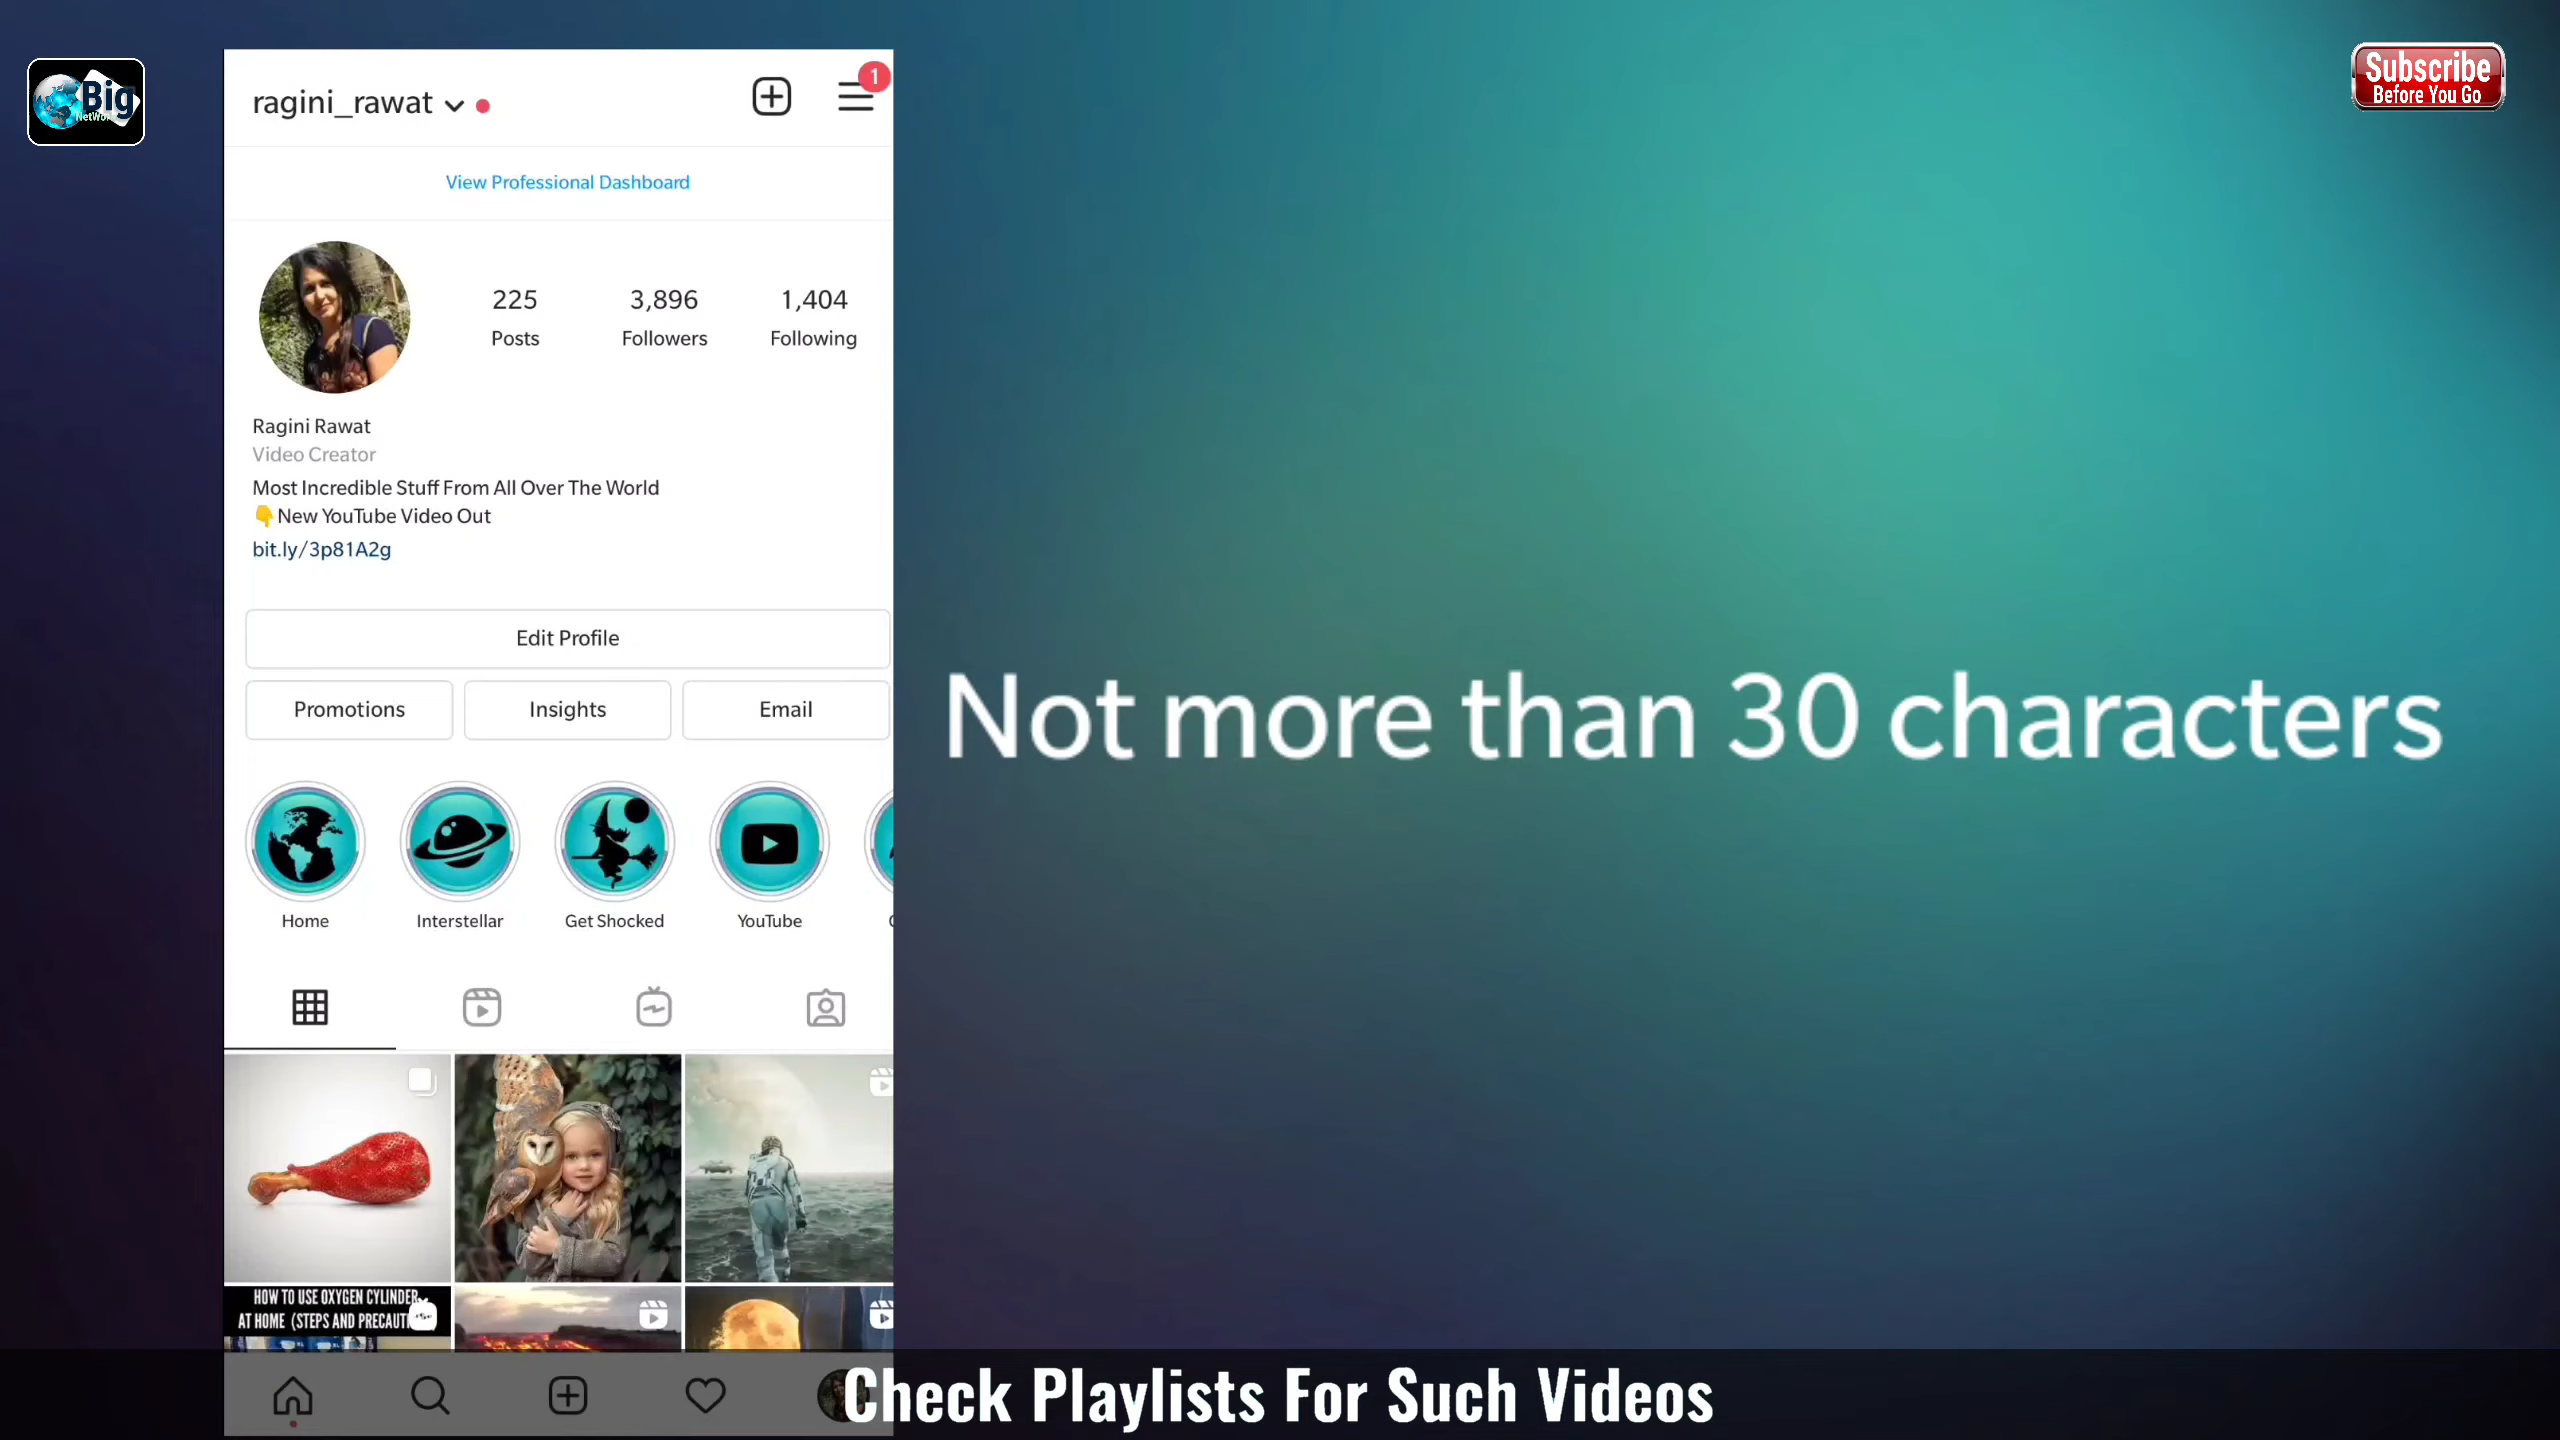 Big
NetWor
Subscribe
Before You Go
ragini_rawat
1
View Professional Dashboard
225
3,896
1,404
Posts
Followers
Following
Ragini Rawat
Video Creator
Most Incredible Stuff From All Over The World
👇New YouTube Video Out
bit.ly/3p81A2g
Edit Profile
Promotions
Insights
Email
Not more than 30 characters
Home
Interstellar
Get Shocked
YouTube
HOW TO USE OXYGEN CYLINDER
AT HOME (STEPS AND PRECAUTI
Check Playlists For Such Videos